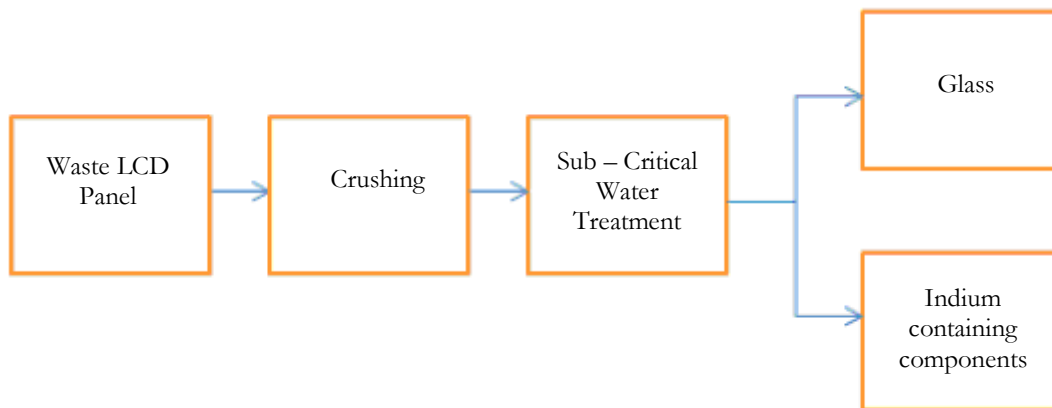 Waste LCD
Panel
Crushing
Sub – Critical
Water
Treatment
Glass
Indium
containing
components